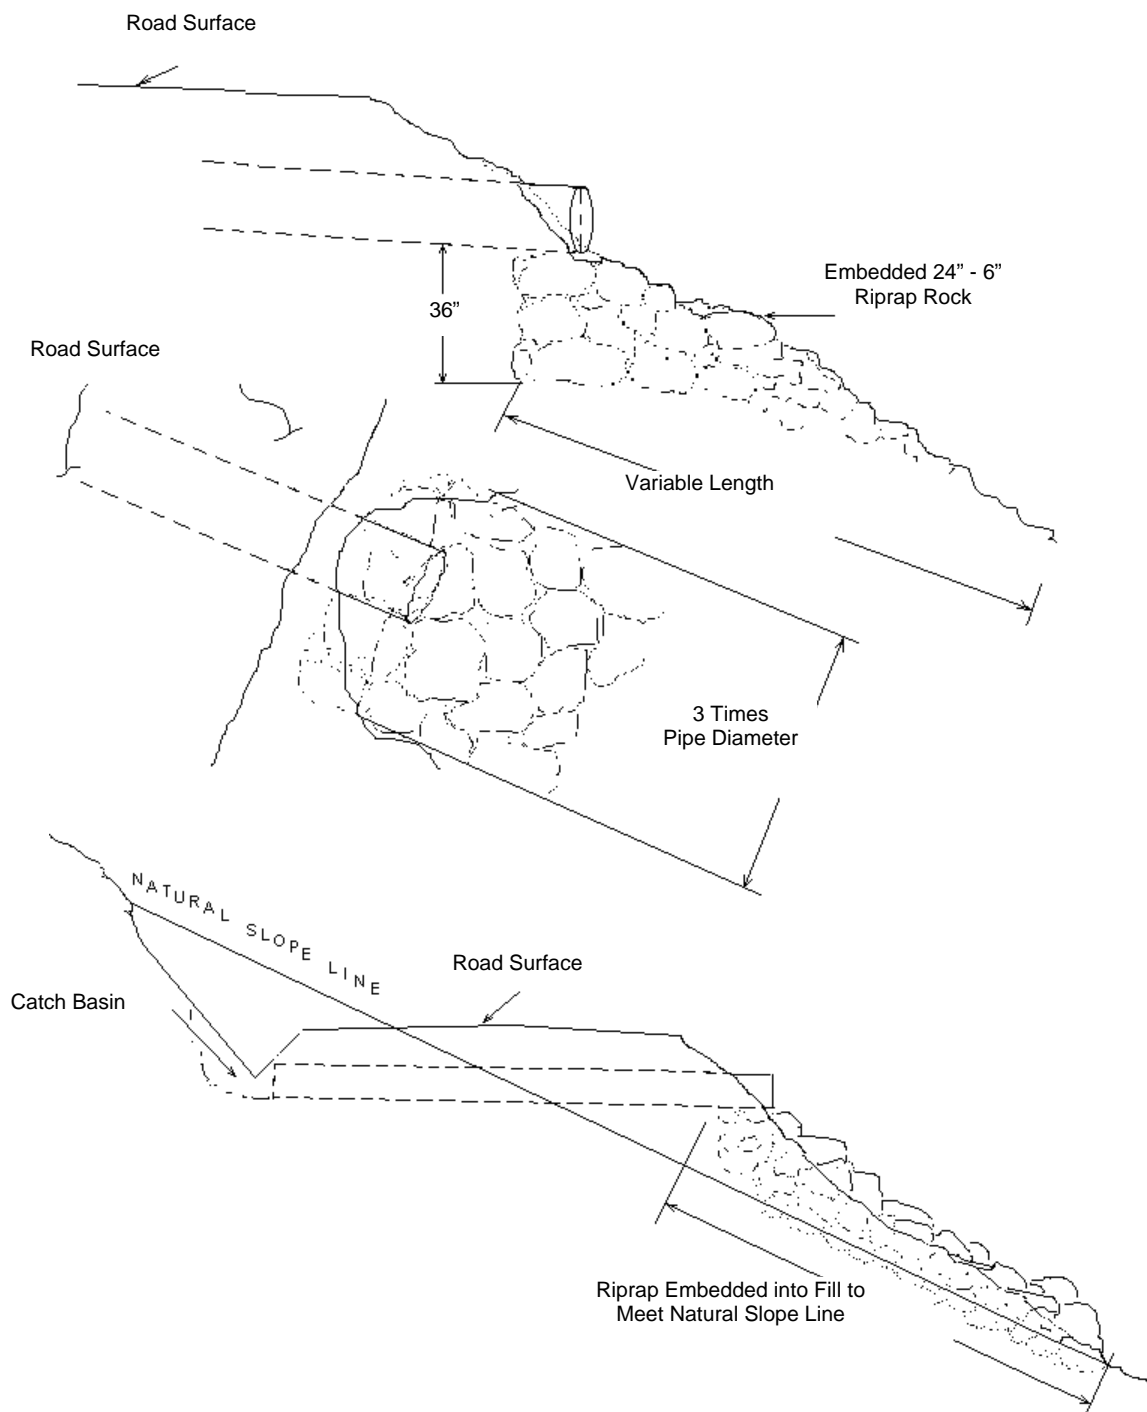 Road Surface
Embedded 24” - 6”
Riprap Rock
36”
Road Surface
Variable Length
3 Times
Pipe Diameter
NATURAL SLOPE LINE
Road Surface
Catch Basin
Riprap Embedded into Fill to
Meet Natural Slope Line